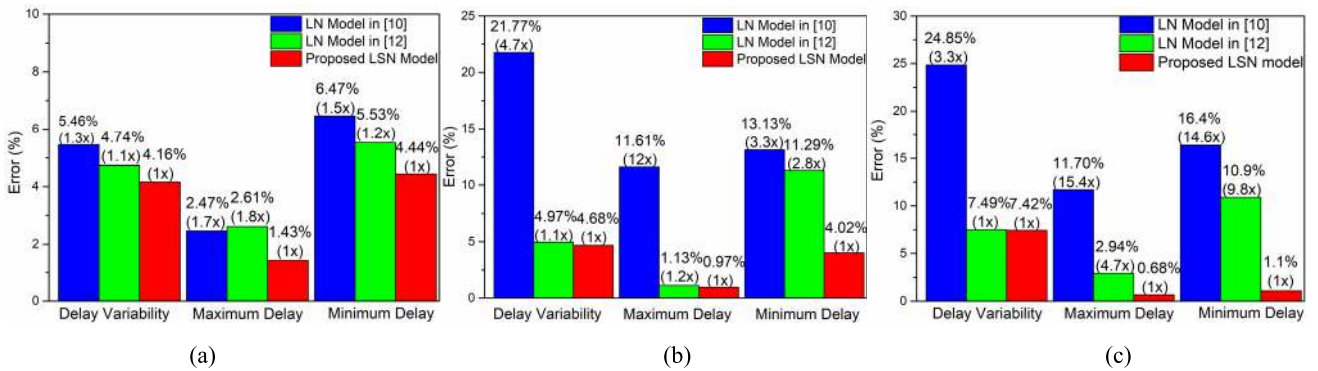 10
8
6
4
2
0
Error (%)
LN Model in [10]
LN Model in [12]
Proposed LSN Model
5.46%
(1.3x)
4.74%
(1.1x)
4.16%
(1x)
2.47%
(1.7x)
2.61%
(1.8x)
1.43%
(1x)
6.47%
(1.5x)
5.53%
(1.2x)
4.44%
(1x)
Delay Variability
Maximum Delay
Minimum Delay
(a)
25
20
15
10
5
0
Error (%)
LN Model in [10]
LN Model in [12]
Proposed LSN Model
21.77%
(4.7x)
4.97%
(1.1x)
4.68%
(1x)
11.61%
(12x)
1.13%
(1.2x)
0.97%
(1x)
13.13%
(3.3x)
11.29%
(2.8x)
4.02%
(1x)
Delay Variability
Maximum Delay
Minimum Delay
(b)
30
25
20
15
10
5
0
Error (%)
LN Model in [10]
LN Model in [12]
Proposed LSN model
24.85%
(3.3x)
7.49%
(1x)
7.42%
(1x)
11.70%
(15.4x)
2.94%
(4.7x)
0.68%
(1x)
16.4%
(14.6x)
10.9%
(9.8x)
1.1%
(1x)
Delay Variability
Maximum Delay
Minimum Delay
(c)